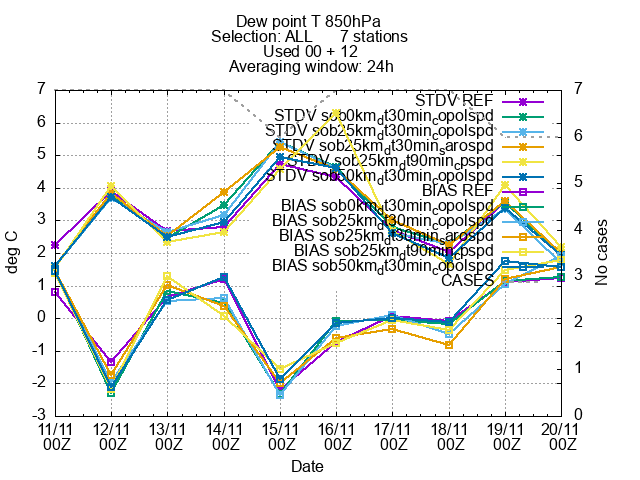 Dew point T 850hPa
Selection: ALL 7 stations
Used 00 + 12
Averaging window: 24h
7
6
5
4
3
2
1
0
-1
-2
-3
deg C
7
6
5
4
3
2
1
0
No cases
STDV REF
STDV sob0km_dt30min_copolspd
STDV sob25km_dt30min_copolspd
STDV sob25km_dt30min_sarospd
STDV sob25km_dt90min_cpspd
STDV sob50km_dt30min_copolspd
BIAS REF
BIAS sob0km_dt30min_copolspd
BIAS sob25km_dt30min_copolspd
BIAS sob25km_dt30min_sarospd
BIAS sob25km_dt90min_cpspd
BIAS sob50km_dt30min_copolspd
CASES
11/11 12/11 13/11 14/11 15/11 16/11 17/11 18/11 19/11 20/11
00Z 00Z 00Z 00Z 00Z 00Z 00Z 00Z 00Z 00Z
Date